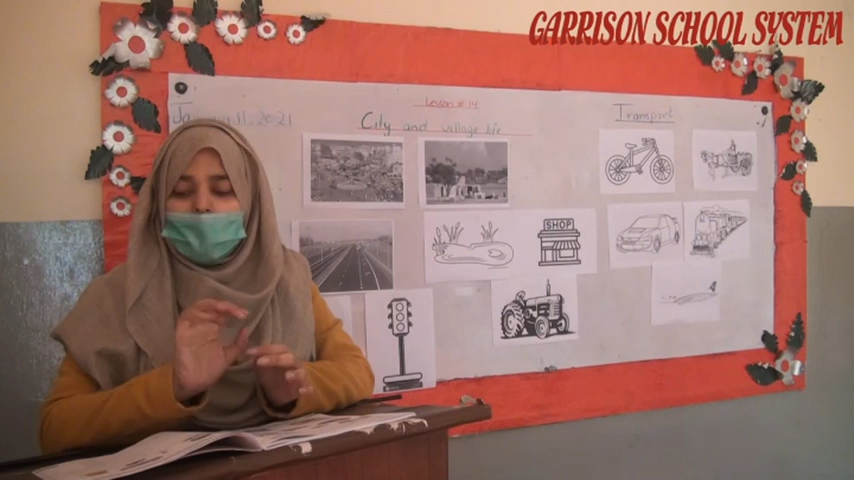 GARRISON SCHOOL SYSTEM
Lesson # 14
City and village life
Transport
SHOP